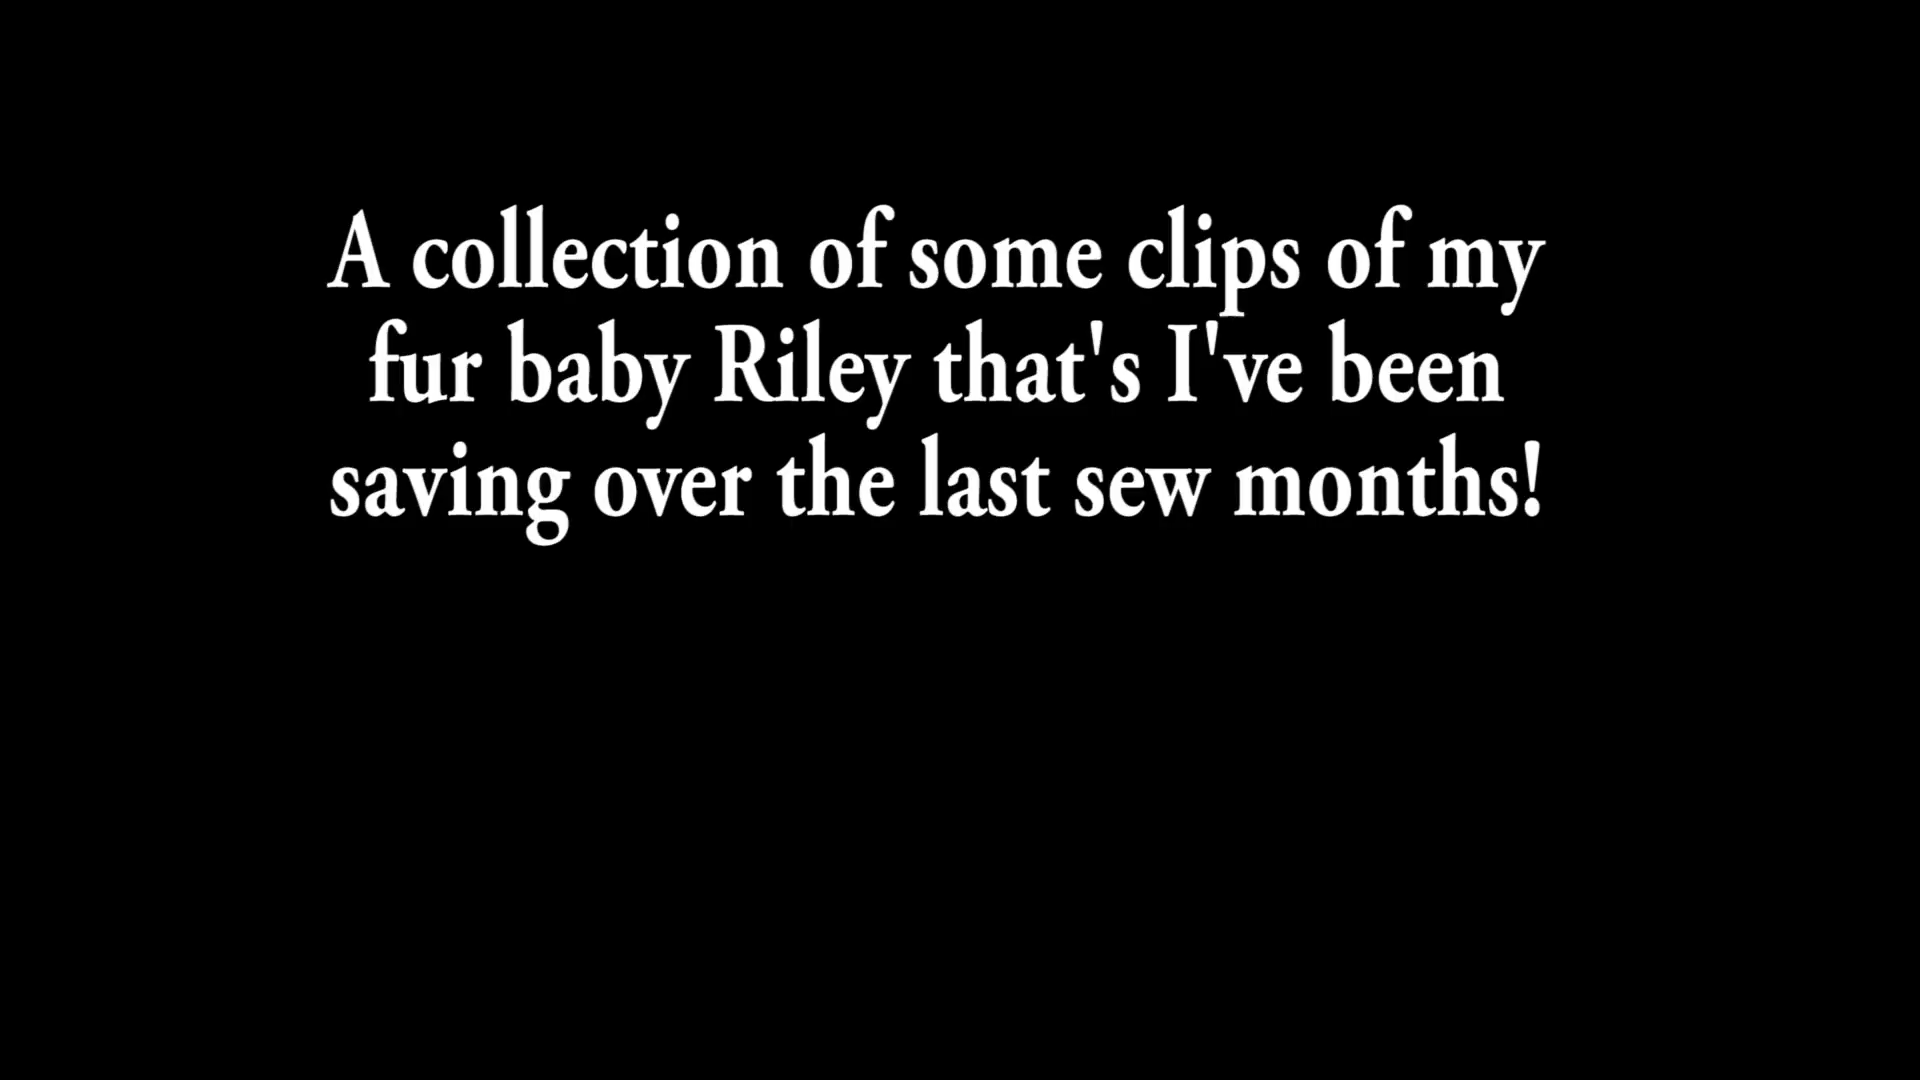 A collection of some clips of my
fur baby Riley that's I've been
saving over the last sew months!